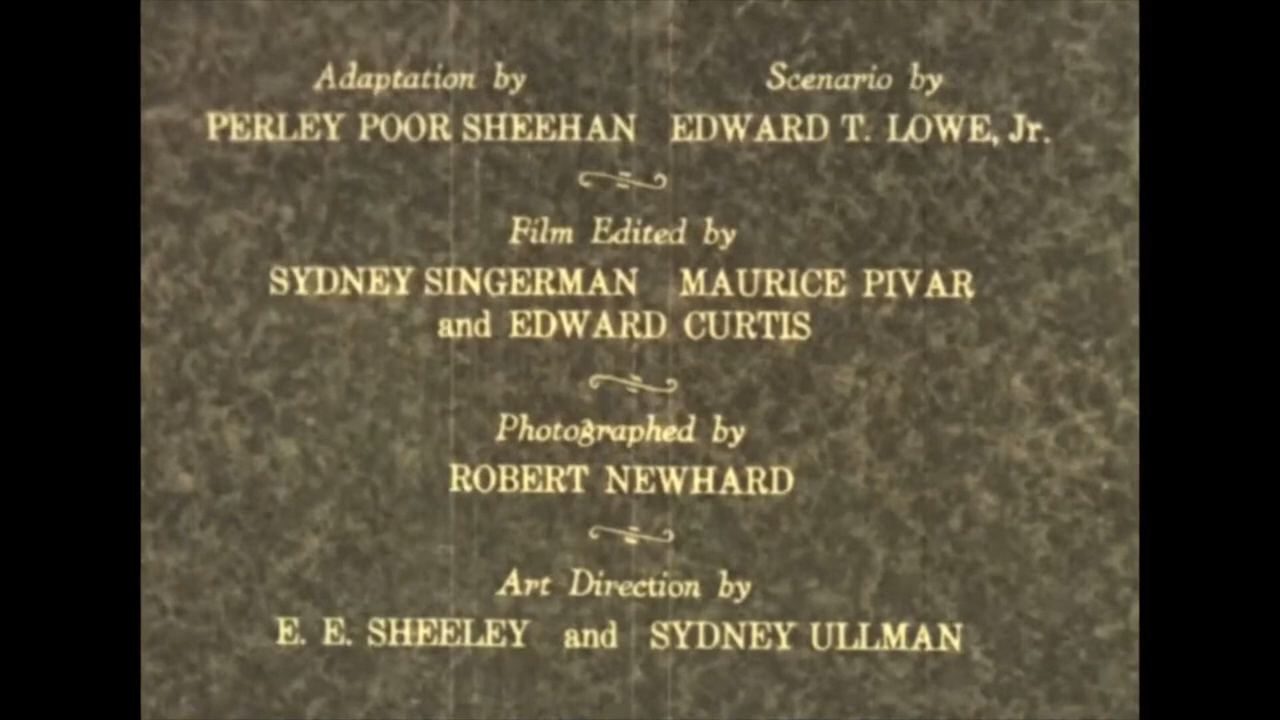 Adaptation by Scenario by
PERLEY POOR SHEEHAN EDWARD T. LOWE, Jr.
Film Edited by
SYDNEY SINGERMAN MAURICE PIVAR
and EDWARD CURTIS
Photographed by
ROBERT NEWHARD
Art Direction by
E. E. SHEELEY and SYDNEY ULLMAN